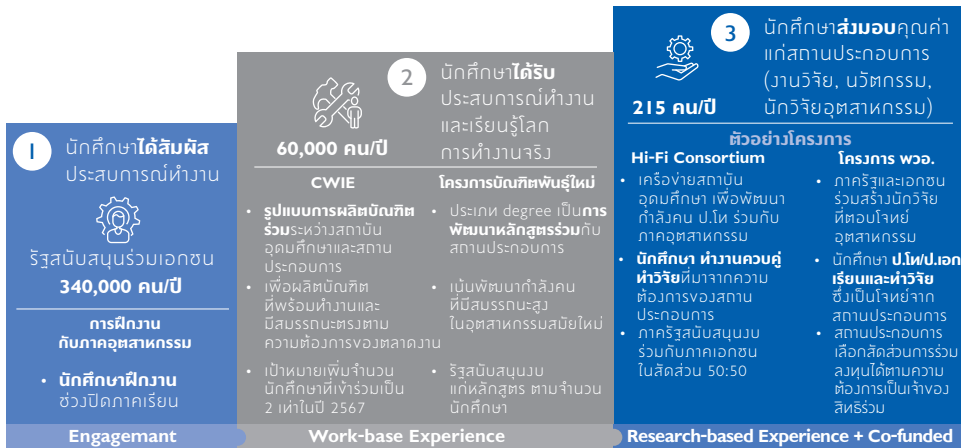 1
นักศึกษาได้สัมผัส
ประสบการณ์ทำงาน
รัฐสนับสนุนร่วมเอกชน
340,000 คน/ปี
การฝึกงาน
กับภาคอุตสาหกรรม
• นักศึกษาฝึกงาน
ช่วงปิดภาคเรียน
Engagemant
2
นักศึกษาได้รับ
ประสบการณ์ทำงาน
และเรียนรู้โลก
การทำงานจริง
60,000 คน/ปี
CWIE
• รูปแบบการผลิตบัณฑิต
ร่วมระหว่างสถาบัน
อุดมศึกษาและสถาน
ประกอบการ
• เพื่อผลิตบัณฑิต
ที่พร้อมทำงานและ
มีสมรรถนะตรงตาม
ความต้องการของตลาดงาน
• เป้าหมายเพิ่มจำนวน
นักศึกษาที่เข้าร่วมเป็น
2 เท่าในปี 2567
โครงการบัณฑิตพันธุ์ใหม่
• ประเภท degree เป็นการ
พัฒนาหลักสูตรร่วมกับ
สถานประกอบการ
• เน้นพัฒนากำลังคน
ที่มีสมรรถนะสูง
ในอุตสาหกรรมสมัยใหม่
• รัฐสนับสนุนงบ
แก่หลักสูตร ตามจำนวน
นักศึกษา
Work-base Experience
3
นักศึกษาส่งมอบคุณค่า
แก่สถานประกอบการ
(งานวิจัย, นวัตกรรม,
นักวิจัยอุตสาหกรรม)
215 คน/ปี
ตัวอย่างโครงการ
Hi-Fi Consortium
• เครือข่ายสถาบัน
อุดมศึกษา เพื่อพัฒนา
กำลังคน ป.โท ร่วมกับ
ภาคอุตสาหกรรม
• นักศึกษา ทำงานควบคู่
ทำวิจัยที่มาจากความ
ต้องการของสถาน
ประกอบการ
• ภาครัฐสนับสนุนงบ
ร่วมกับภาคเอกชน
ในสัดส่วน 50:50
โครงการ พวอ.
• ภาครัฐและเอกชน
ร่วมสร้างนักวิจัย
ที่ตอบโจทย์
อุตสาหกรรม
• นักศึกษา ป.โท/ป.เอก
เรียนและทำวิจัย
ซึ่งเป็นโจทย์จาก
สถานประกอบการ
• สถานประกอบการ
เลือกสัดส่วนการร่วม
ลงทุนได้ตามความ
ต้องการเป็นเจ้าของ
สิทธิร่วม
Research-based Experience + Co-funded